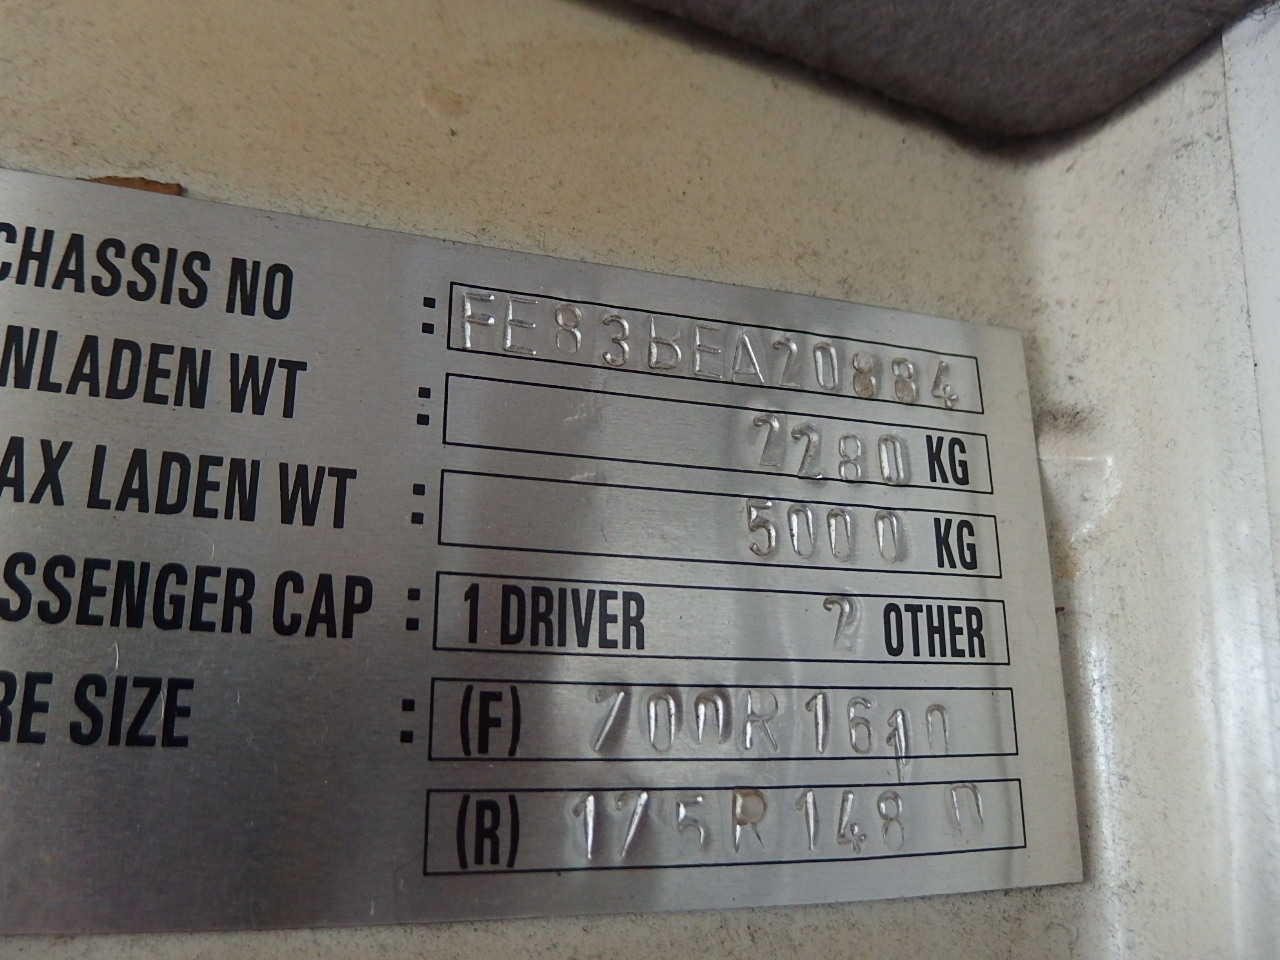 CHASSIS NO : FE83BEA20884
NLADEN WT : 2280 KG
AX LADEN WT : 5000 KG
SSENGER CAP : 1 DRIVER 2 OTHER
RE SIZE : (F) 700R16
(R) 175R148